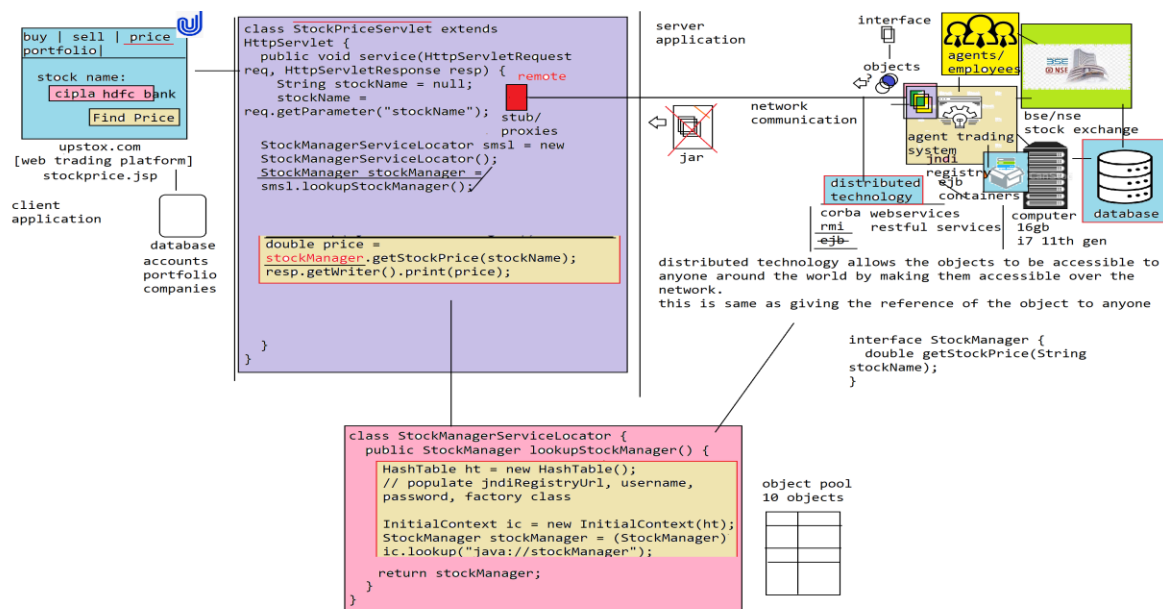 buy | sell | price
portfolio|
stock name:
cipla hdfc bank
Find Price
upstox.com
[web trading platform]
stockprice.jsp
client
application
database
accounts
portfolio
companies
class StockPriceServlet extends
HttpServlet {
public void service(HttpServletRequest
req, HttpServletResponse resp) {
String stockName = null;
stockName =
req.getParameter("stockName");
StockManagerServiceLocator smsl = new
StockManagerServiceLocator();
StockManager stockManager =
smsl.lookupStockManager();
double price =
stockManager.getStockPrice(stockName);
resp.getWriter().print(price);
}
}
remote
stub/
proxies
server
application
jar
network
communication
interface
objects
agents/
employees
BSE
NSE
bse/nse
stock exchange
agent trading
system
jndi
registry
ejb
containers
distributed
technology
corba
rmi
ejb
webservices
restful services
computer
16gb
i7 11th gen
database
distributed technology allows the objects to be accessible to
anyone around the world by making them accessible over the
network.
this is same as giving the reference of the object to anyone
interface StockManager {
double getStockPrice(String
stockName);
}
class StockManagerServiceLocator {
public StockManager lookupStockManager() {
HashTable ht = new HashTable();
// populate jndiRegistryUrl, username,
password, factory class
InitialContext ic = new InitialContext(ht);
StockManager stockManager = (StockManager)
ic.lookup("java://stockManager");
return stockManager;
}
}
object pool
10 objects